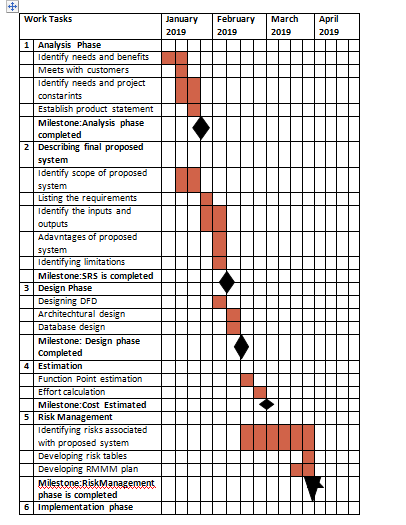 Work Tasks January 2019 February 2019 March 2019 April 2019
1 Analysis Phase
Identify needs and benefits
Meets with customers
Identify needs and project
constarints
Establish product statement
Milestone:Analysis phase
completed
2 Describing final proposed
system
Identify scope of proposed
system
Listing the requirements
Identify the inputs and
outputs
Adavntages of proposed
system
Identifying limitations
Milestone:SRS is completed
3 Design Phase
Designing DFD
Architechtural design
Database design
Milestone: Design phase
Completed
4 Estimation
Function Point estimation
Effort calculation
Milestone:Cost Estimated
5 Risk Management
Identifying risks associated
with proposed system
Developing risk tables
Developing RMMM plan
Milestone:RiskManagement
phase is completed
6 Implementation phase